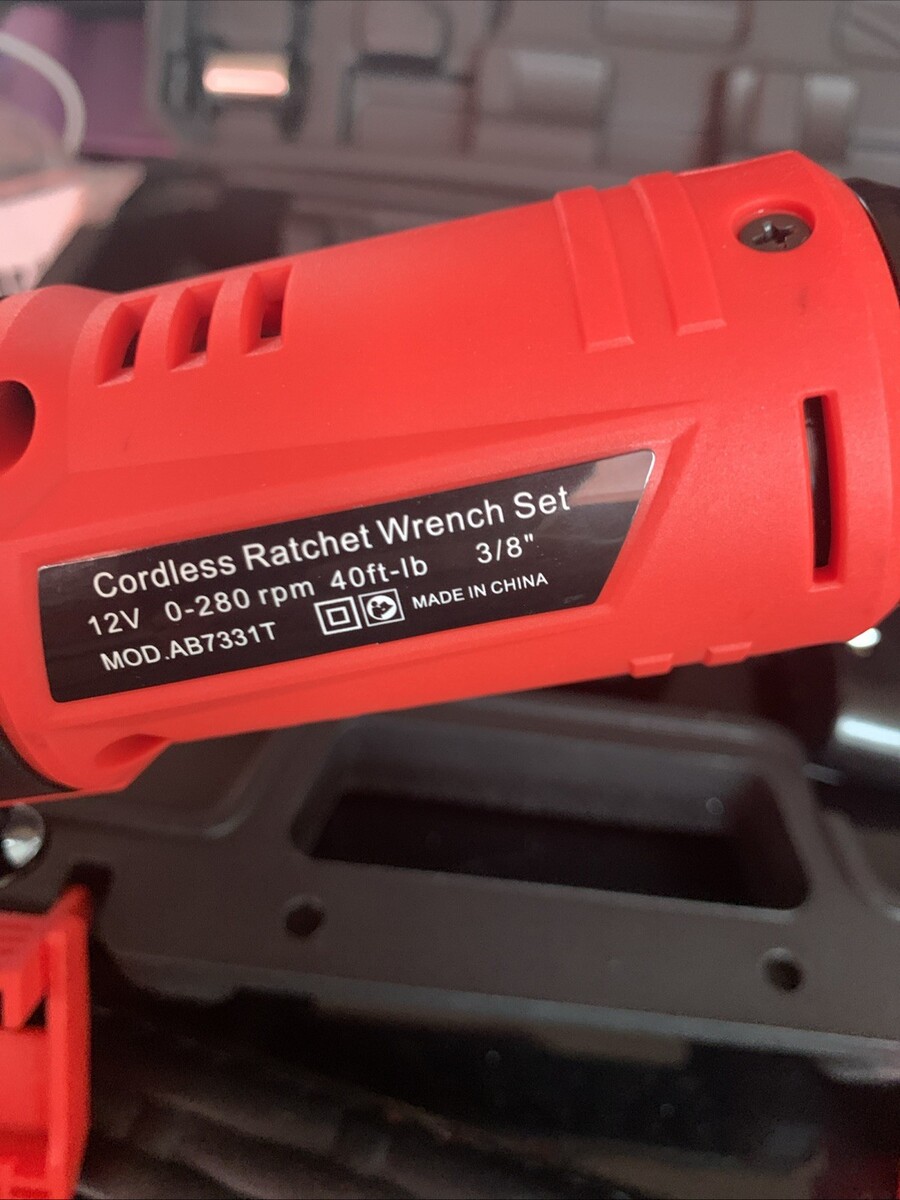 Cordless Ratchet Wrench Set
12V 0-280 rpm 40ft-lb 3/8"
MOD.AB7331T MADE IN CHINA